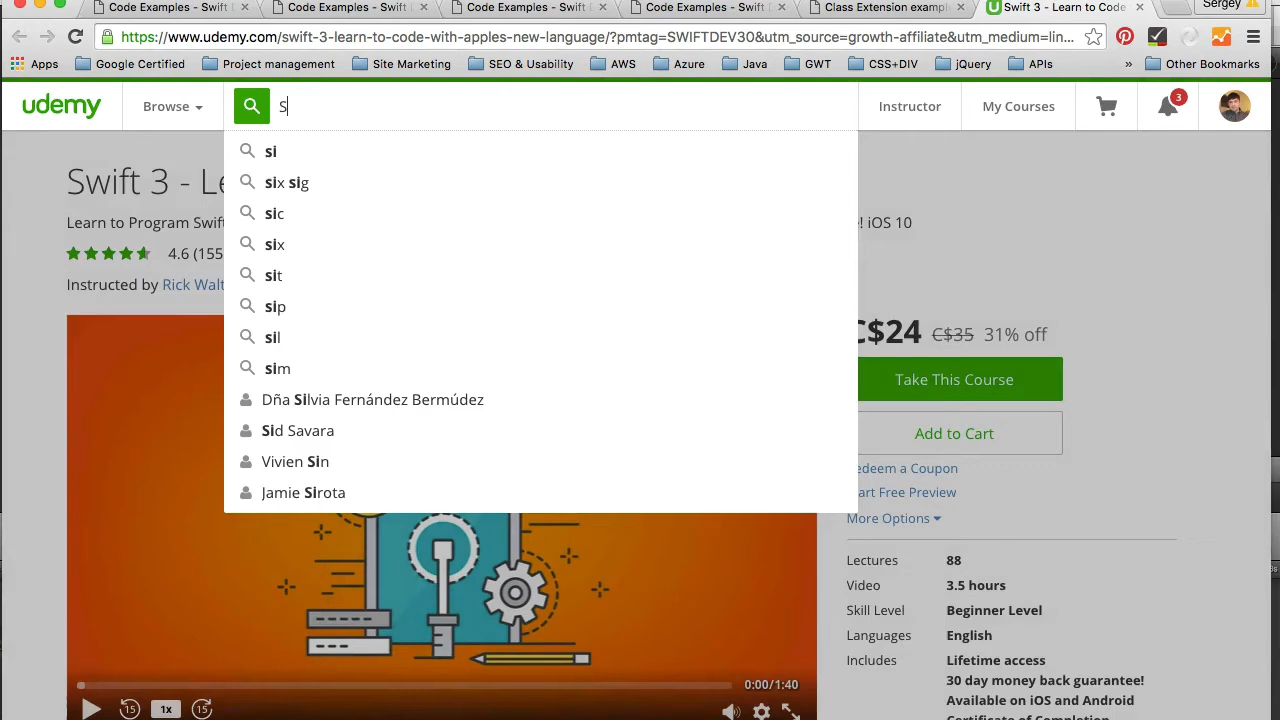 Code Examples - Swift
Code Examples - Swift
Code Examples - Swift
Code Examples - Swift
Class Extension exampl
Swift 3 - Learn to Code
Sergey
https://www.udemy.com/swift-3-learn-to-code-with-apples-new-language/?pmtag=SWIFTDEV30&utm_source=growth-affiliate&utm_medium=lin...
Apps
Google Certified
Project management
Site Marketing
SEO & Usability
AWS
Azure
Java
GWT
CSS+DIV
jQuery
APIs
»
Other Bookmarks
udemy
Browse
S
Instructor
My Courses
3
si
six sig
sic
six
sit
sip
sil
sim
Dña Silvia Fernández Bermúdez
Sid Savara
Vivien Sin
Jamie Sirota
Swift 3 - Le
Learn to Program Swif
! iOS 10
4.6 (155
Instructed by Rick Walt
C$24 C$35 31% off
Take This Course
Add to Cart
edeem a Coupon
art Free Preview
More Options
Lectures 88
Video 3.5 hours
Skill Level Beginner Level
Languages English
Includes Lifetime access
30 day money back guarantee!
Available on iOS and Android
Certificate of Completion
0:00/1:40
15
1x
15